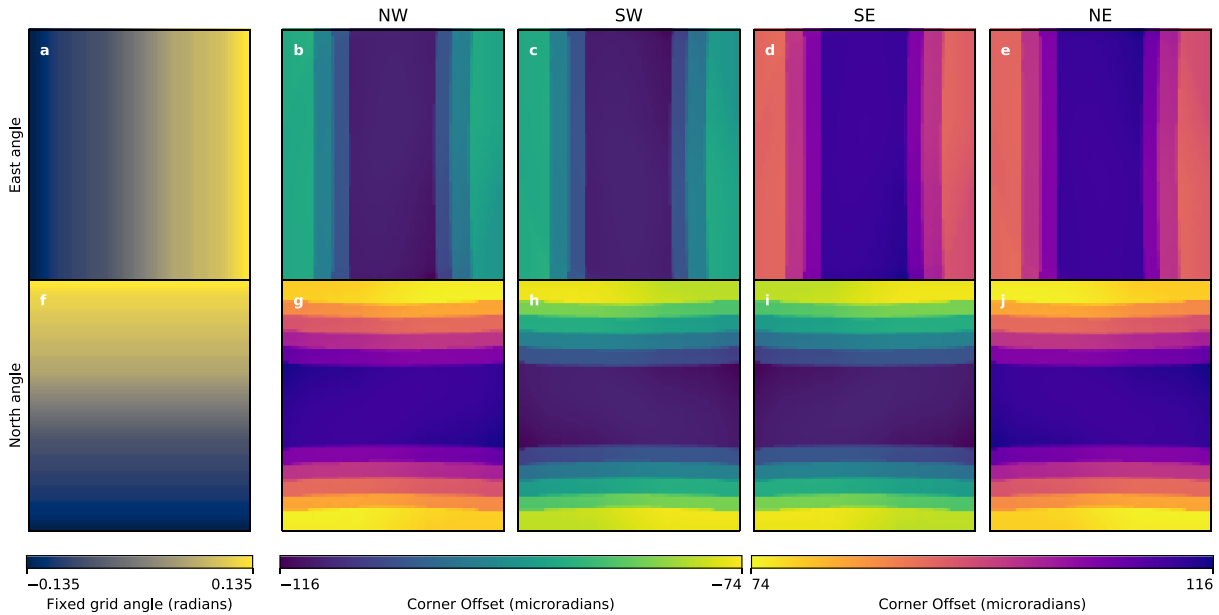 NW SW SE NE
East angle
a b c d e
North angle
f g h i j
−0.135 0.135 −116 −74 74 116
Fixed grid angle (radians) Corner Offset (microradians) Corner Offset (microradians)